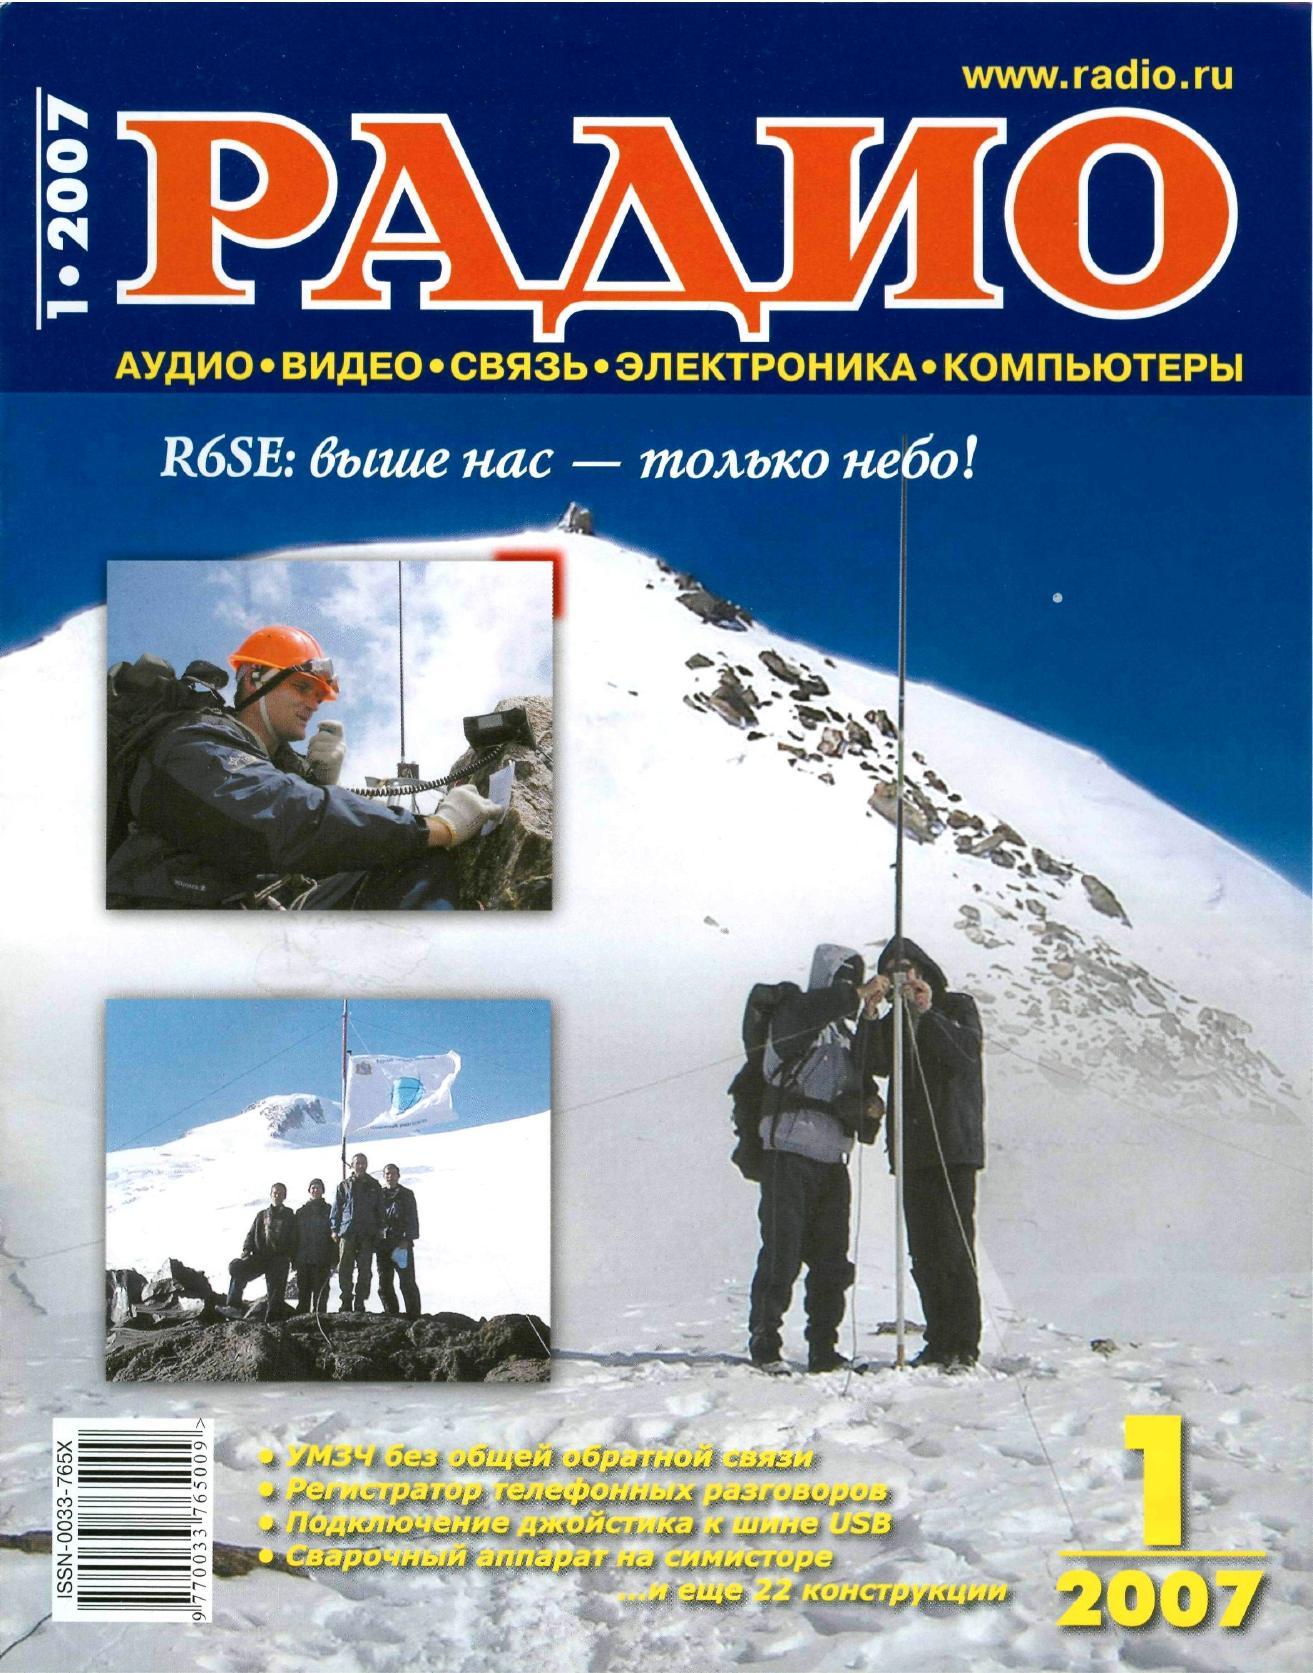 www.radio.ru
1•2007
РАДИО
АУДИО•ВИДЕО•СВЯЗЬ•ЭЛЕКТРОНИКА•КОМПЬЮТЕРЫ
R6SE: выше нас — только небо!
• УМЗЧ без общей обратной связи
• Регистратор телефонных разговоров
• Подключение джойстика к шине USB
• Сварочный аппарат на симисторе
...и еще 22 конструкции
1
2007
ISSN-0033-765X
9 770033 765009 >